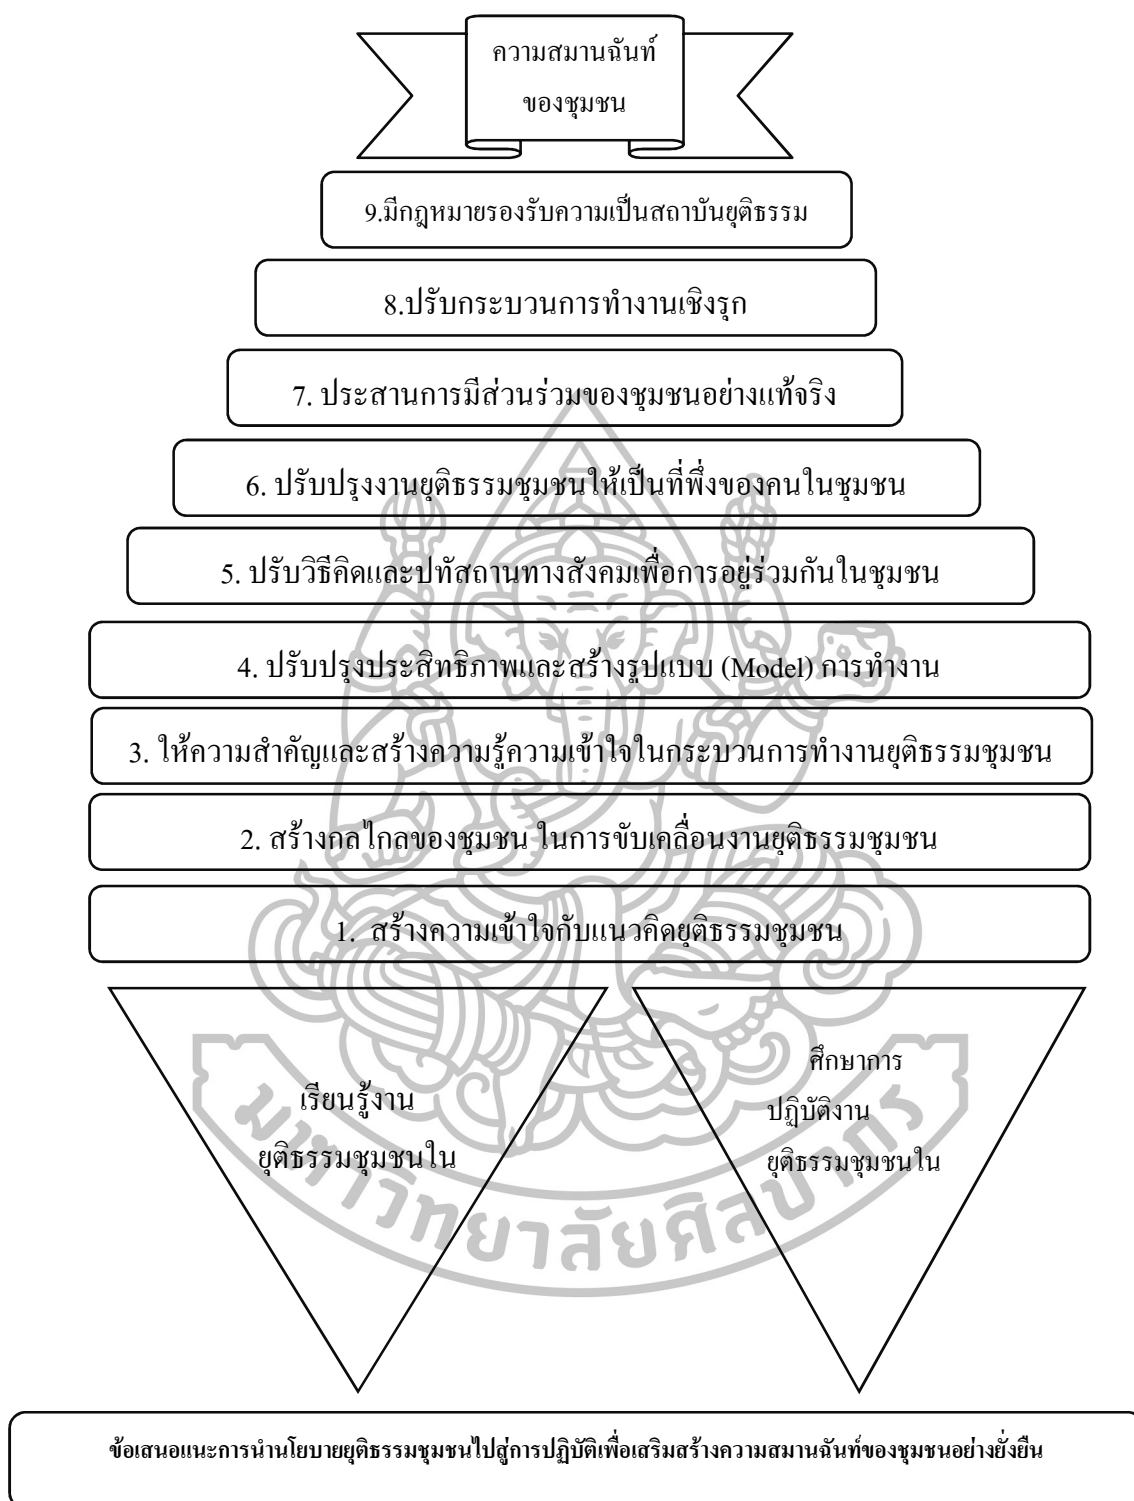 ความสมานฉันท์
ของชุมชน
9.มีกฎหมายรองรับความเป็นสถาบันยุติธรรม
8.ปรับกระบวนการทำงานเชิงรุก
7. ประสานการมีส่วนร่วมของชุมชนอย่างแท้จริง
6. ปรับปรุงงานยุติธรรมชุมชนให้เป็นที่พึ่งของคนในชุมชน
5. ปรับวิธีคิดและปทัสถานทางสังคมเพื่อการอยู่ร่วมกันในชุมชน
4. ปรับปรุงประสิทธิภาพและสร้างรูปแบบ (Model) การทำงาน
3. ให้ความสำคัญและสร้างความรู้ความเข้าใจในกระบวนการทำงานยุติธรรมชุมชน
2. สร้างกลไกลของชุมชน ในการขับเคลื่อนงานยุติธรรมชุมชน
1. สร้างความเข้าใจกับแนวคิดยุติธรรมชุมชน
เรียนรู้งาน
ยุติธรรมชุมชนใน
ศึกษาการ
ปฏิบัติงาน
ยุติธรรมชุมชนใน
มหาวิทยาลัยศิลปากร
ข้อเสนอแนะการนำนโยบายยุติธรรมชุมชนไปสู่การปฏิบัติเพื่อเสริมสร้างความสมานฉันท์ของชุมชนอย่างยั่งยืน